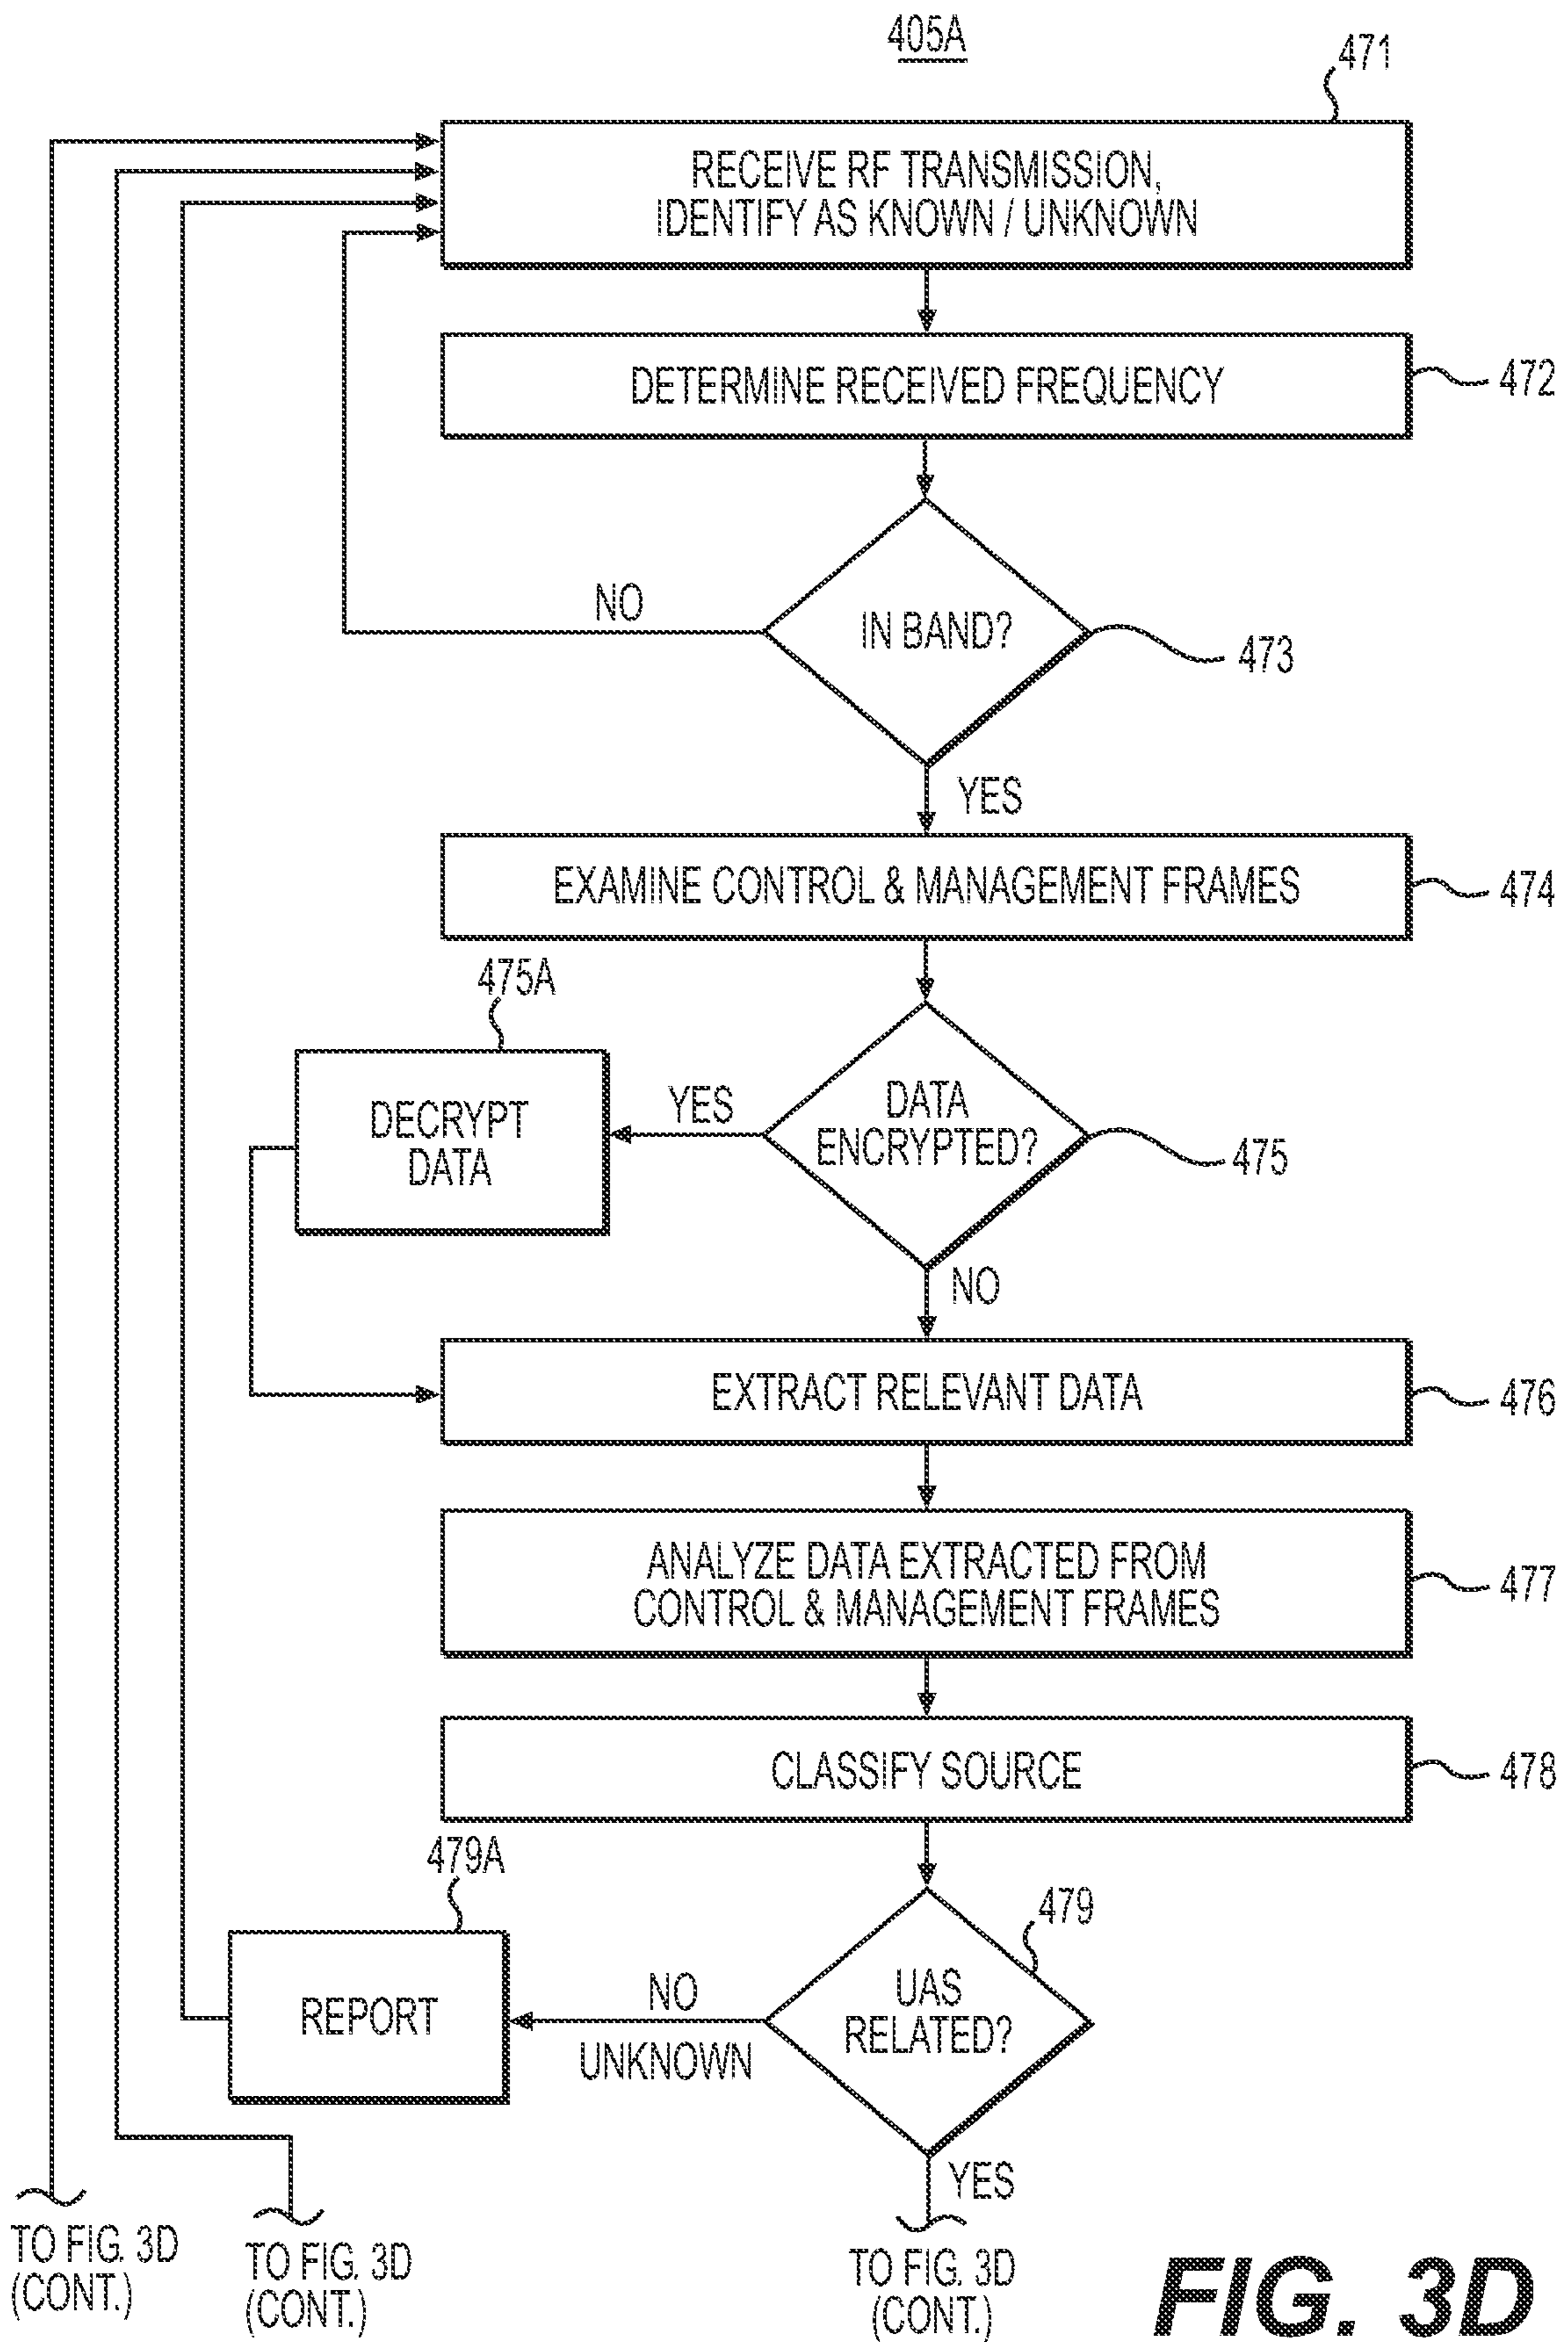 405A
471
RECEIVE RF TRANSMISSION,
IDENTIFY AS KNOWN / UNKNOWN
DETERMINE RECEIVED FREQUENCY
472
NO
IN BAND?
473
YES
EXAMINE CONTROL & MANAGEMENT FRAMES
474
475A
DECRYPT
DATA
YES
DATA
ENCRYPTED?
475
NO
EXTRACT RELEVANT DATA
476
ANALYZE DATA EXTRACTED FROM
CONTROL & MANAGEMENT FRAMES
477
CLASSIFY SOURCE
478
479A
479
REPORT
NO
UNKNOWN
UAS
RELATED?
YES
TO FIG. 3D
(CONT.)
TO FIG. 3D
(CONT.)
TO FIG. 3D
(CONT.)
FIG. 3D